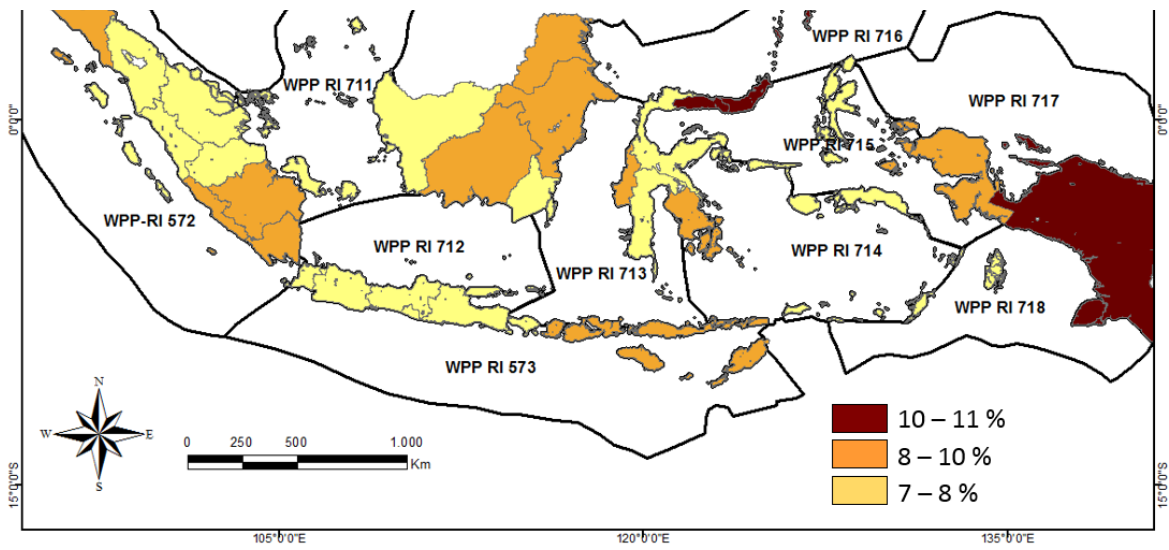 WPP RI 716
WPP RI 711
WPP RI 717
0°0'0"
0°0'0"
WPP RI 715
WPP-RI 572
WPP RI 712
WPP RI 714
WPP RI 713
WPP RI 718
WPP RI 573
N
W
E
S
0
250
500
1.000
Km
10 – 11 %
8 – 10 %
7 – 8 %
15°0'0"S
15°0'0"S
105°0'0"E
120°0'0"E
135°0'0"E